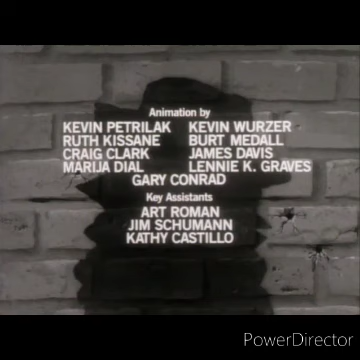 Animation by
KEVIN PETRILAK KEVIN WURZER
RUTH KISSANE BURT MEDALL
CRAIG CLARK JAMES DAVIS
MARIJA DIAL LENNIE K. GRAVES
GARY CONRAD
Key Assistants
ART ROMAN
JIM SCHUMANN
KATHY CASTILLO
PowerDirector